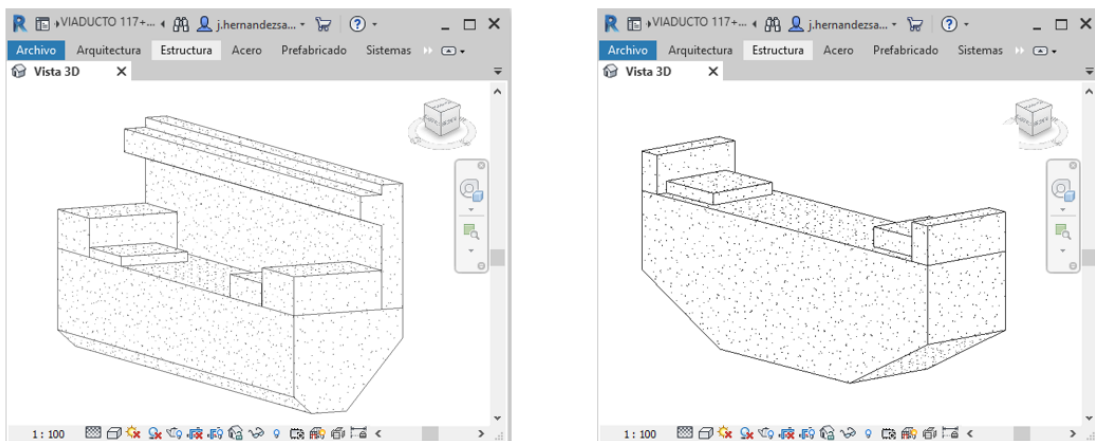 R VIADUCTO 117+... j.hernandezsa... ?
Archivo Arquitectura Estructura Acero Prefabricado Sistemas
Vista 3D
1 : 100
R VIADUCTO 117+... j.hernandezsa... ?
Archivo Arquitectura Estructura Acero Prefabricado Sistemas
Vista 3D
1 : 100